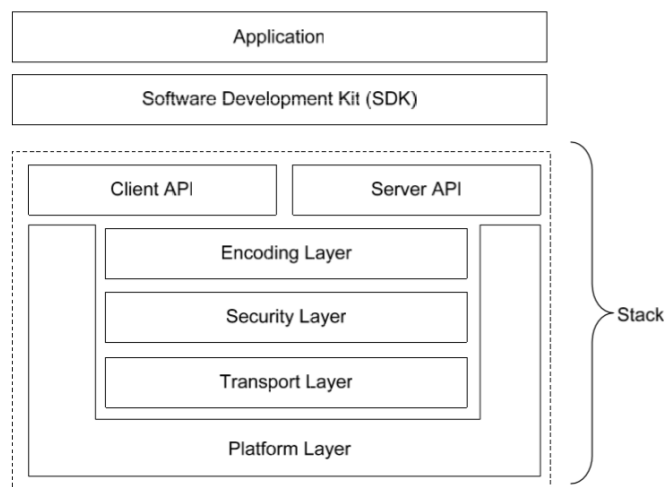 Application
Software Development Kit (SDK)
Client API
Server API
Encoding Layer
Security Layer
Stack
Transport Layer
Platform Layer